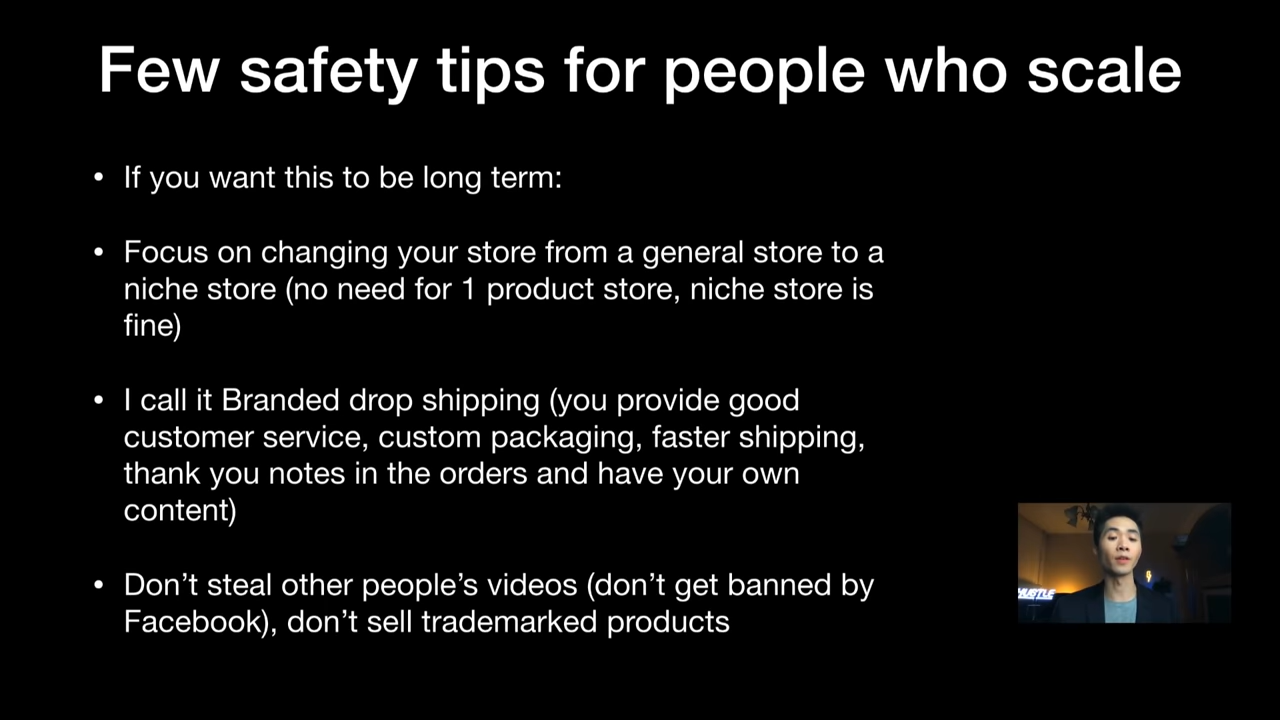 Few safety tips for people who scale
• If you want this to be long term:
• Focus on changing your store from a general store to a
niche store (no need for 1 product store, niche store is
fine)
• I call it Branded drop shipping (you provide good
customer service, custom packaging, faster shipping,
thank you notes in the orders and have your own
content)
• Don’t steal other people’s videos (don’t get banned by
Facebook), don’t sell trademarked products